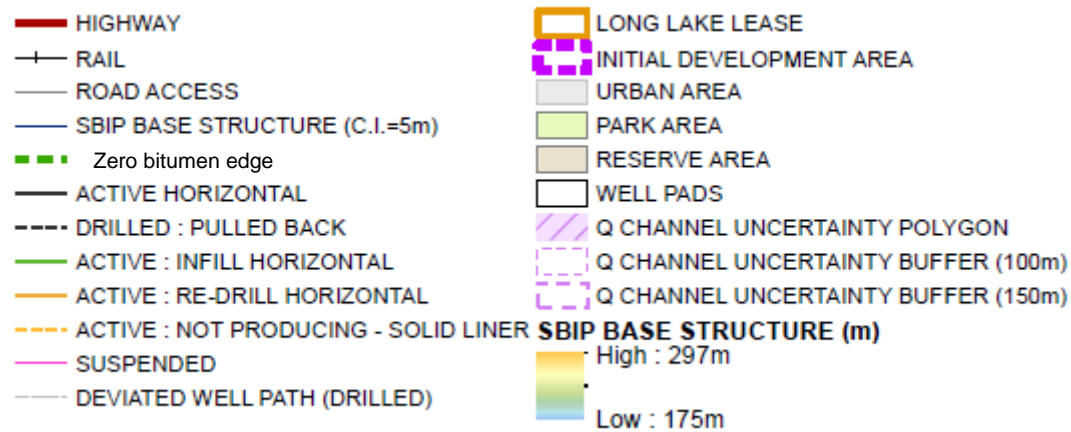 HIGHWAY
RAIL
ROAD ACCESS
SBIP BASE STRUCTURE (C.I.=5m)
Zero bitumen edge
ACTIVE HORIZONTAL
DRILLED : PULLED BACK
ACTIVE : INFILL HORIZONTAL
ACTIVE : RE-DRILL HORIZONTAL
ACTIVE : NOT PRODUCING - SOLID LINER
SUSPENDED
DEVIATED WELL PATH (DRILLED)
LONG LAKE LEASE
INITIAL DEVELOPMENT AREA
URBAN AREA
PARK AREA
RESERVE AREA
WELL PADS
Q CHANNEL UNCERTAINTY POLYGON
Q CHANNEL UNCERTAINTY BUFFER (100m)
Q CHANNEL UNCERTAINTY BUFFER (150m)
SBIP BASE STRUCTURE (m)
High : 297m
Low : 175m